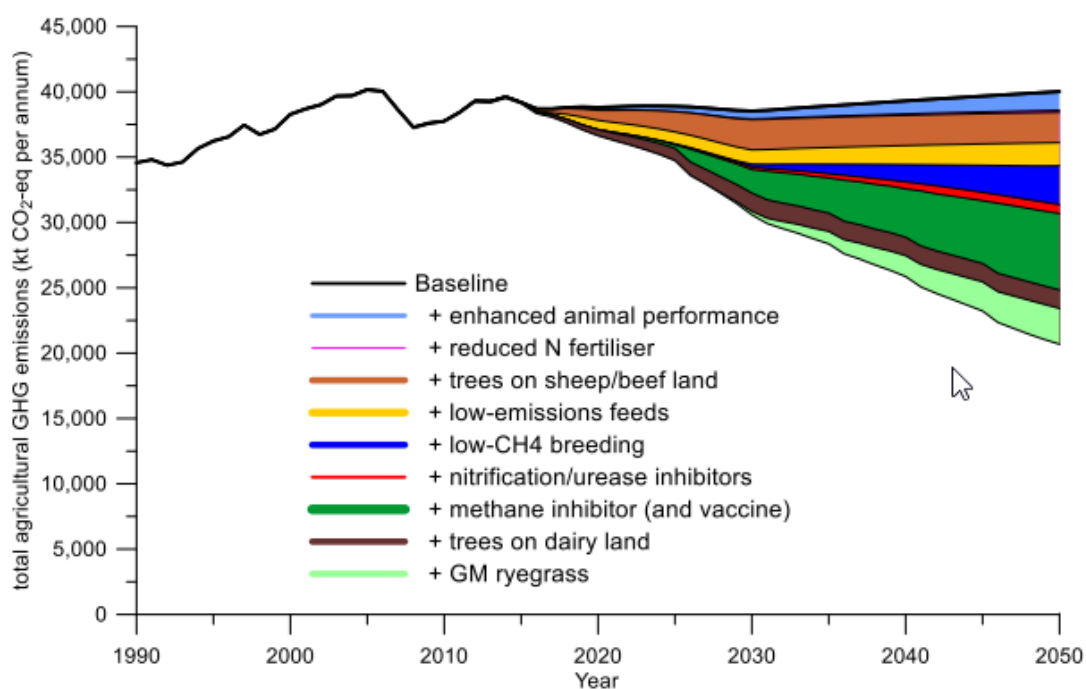 total agricultural GHG emissions (kt CO₂-eq per annum)
45,000
40,000
35,000
30,000
25,000
20,000
15,000
10,000
5,000
0
Baseline
+ enhanced animal performance
+ reduced N fertiliser
+ trees on sheep/beef land
+ low-emissions feeds
+ low-CH4 breeding
+ nitrification/urease inhibitors
+ methane inhibitor (and vaccine)
+ trees on dairy land
+ GM ryegrass
1990 2000 2010 2020 2030 2040 2050
Year